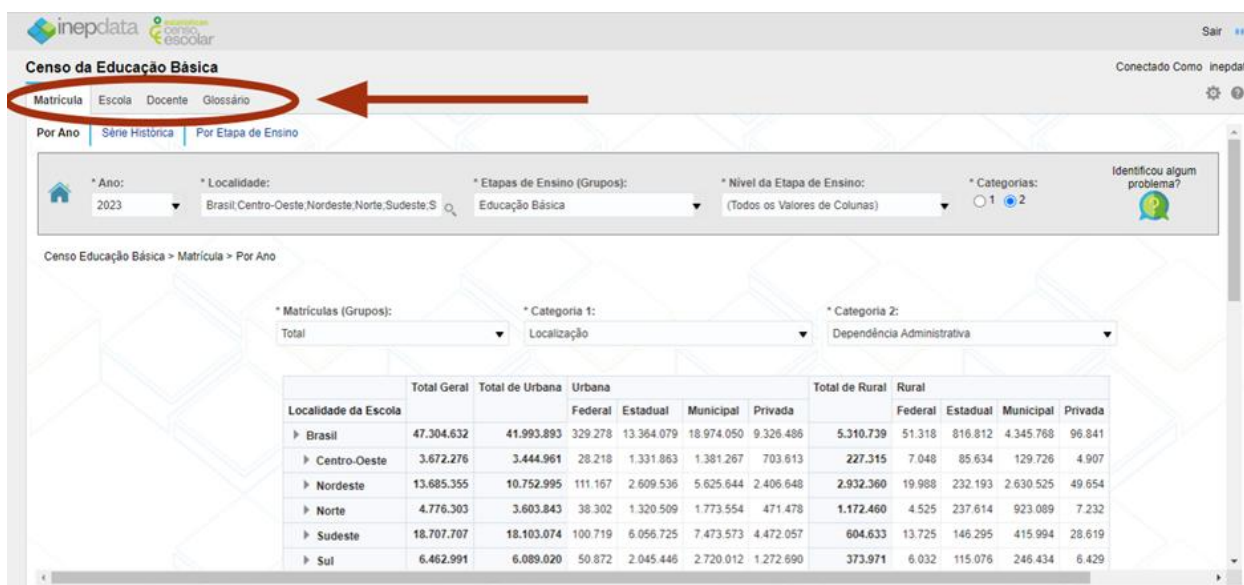 inepdata estatísticas censo escolar
Sair
Censo da Educação Básica
Conectado Como inepdat
Matrícula Escola Docente Glossário
Por Ano Série Histórica Por Etapa de Ensino
* Ano: * Localidade: * Etapas de Ensino (Grupos): * Nível da Etapa de Ensino: * Categorias: Identificou algum problema?
2023 Brasil;Centro-Oeste;Nordeste;Norte;Sudeste;S Educação Básica (Todos os Valores de Colunas) 1 2
Censo Educação Básica > Matrícula > Por Ano
* Matrículas (Grupos): * Categoria 1: * Categoria 2:
Total Localização Dependência Administrativa
Total Geral Total de Urbana Urbana Total de Rural Rural
Localidade da Escola Federal Estadual Municipal Privada Federal Estadual Municipal Privada
Brasil 47.304.632 41.993.893 329.278 13.364.079 18.974.050 9.326.486 5.310.739 51.318 816.812 4.345.768 96.841
Centro-Oeste 3.672.276 3.444.961 28.218 1.331.863 1.381.267 703.613 227.315 7.048 85.634 129.726 4.907
Nordeste 13.685.355 10.752.995 111.167 2.609.536 5.625.644 2.406.648 2.932.360 19.988 232.193 2.630.525 49.654
Norte 4.776.303 3.603.843 38.302 1.320.509 1.773.554 471.478 1.172.460 4.525 237.614 923.089 7.232
Sudeste 18.707.707 18.103.074 100.719 6.056.725 7.473.573 4.472.057 604.633 13.725 146.295 415.994 28.619
Sul 6.462.991 6.089.020 50.872 2.045.446 2.720.012 1.272.690 373.971 6.032 115.076 246.434 6.429